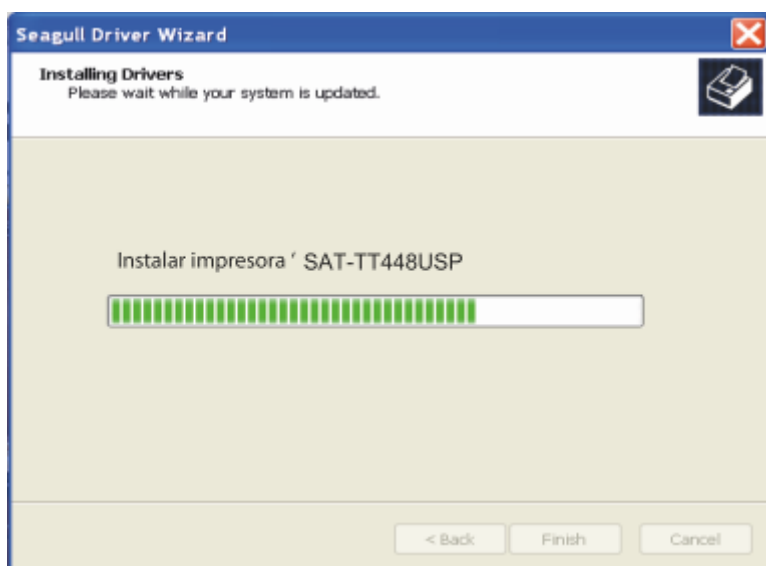 Seagull Driver Wizard
Installing Drivers
Please wait while your system is updated.
Instalar impresora ‘ SAT-TT448USP
< Back Finish Cancel